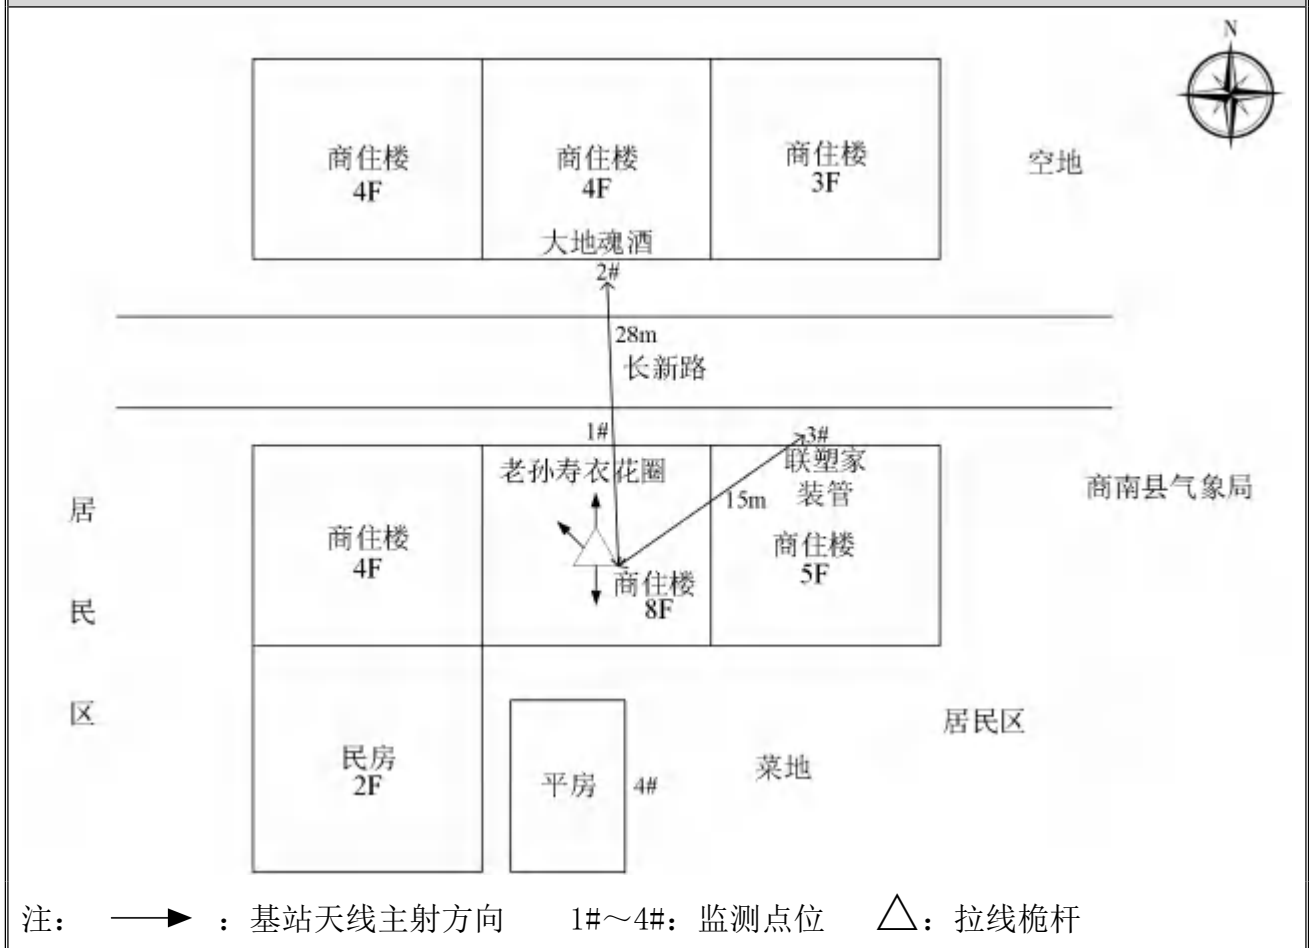 N
商住楼
4F
商住楼
4F
商住楼
3F
空地
大地魂酒
2#
28m
长新路
1#
3#
老孙寿衣花圈
联塑家
装管
15m
商南县气象局
居
民
区
商住楼
4F
商住楼
8F
商住楼
5F
居民区
民房
2F
平房
4#
菜地
注: : 基站天线主射方向 1#～4#: 监测点位 : 拉线桅杆